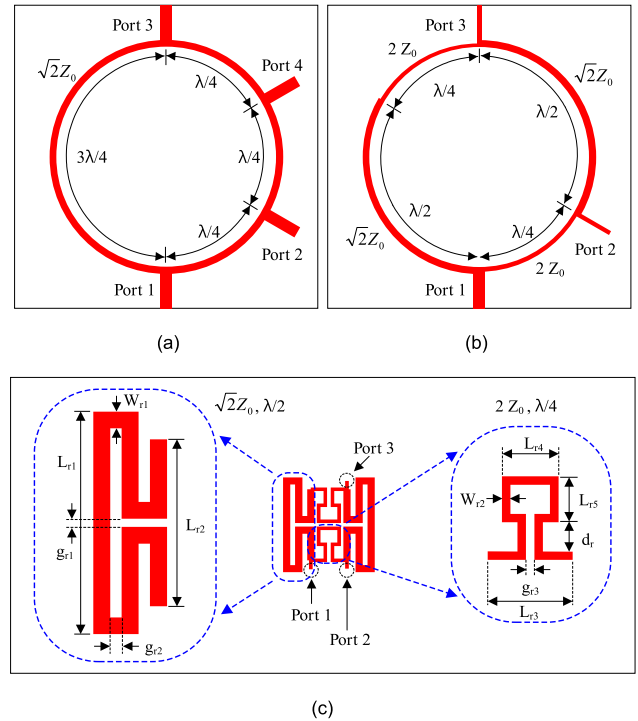 Port 3
√2Z0
Port 4
λ/4
3λ/4
λ/4
λ/4
Port 2
Port 1
(a)
Port 3
2 Z0
√2Z0
λ/4
λ/2
λ/2
λ/4
√2Z0
2 Z0
Port 2
Port 1
(b)
Wr1
√2Z0 , λ/2
2 Z0 , λ/4
Lr1
Lr4
Port 3
Wr2
Lr5
Lr2
gr1
dr
gr3
Lr3
Port 1
Port 2
gr2
(c)